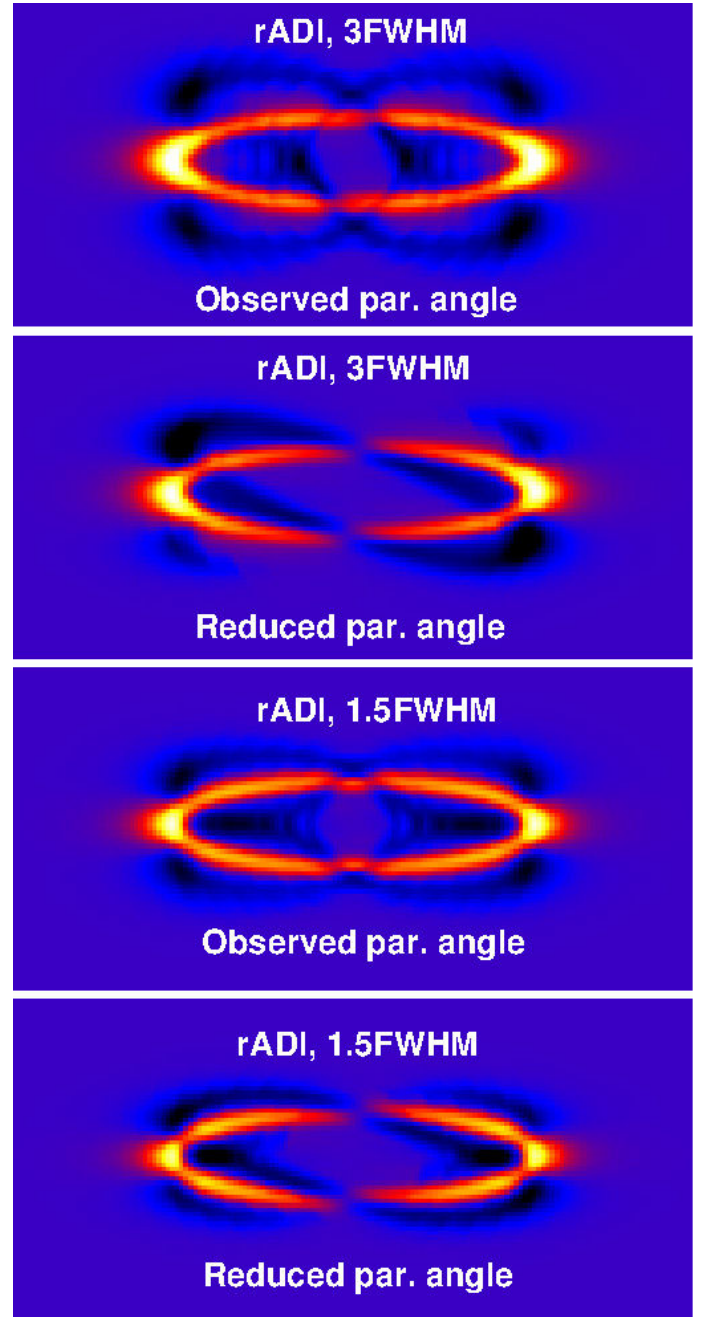 rADI, 3FWHM
Observed par. angle
rADI, 3FWHM
Reduced par. angle
rADI, 1.5FWHM
Observed par. angle
rADI, 1.5FWHM
Reduced par. angle